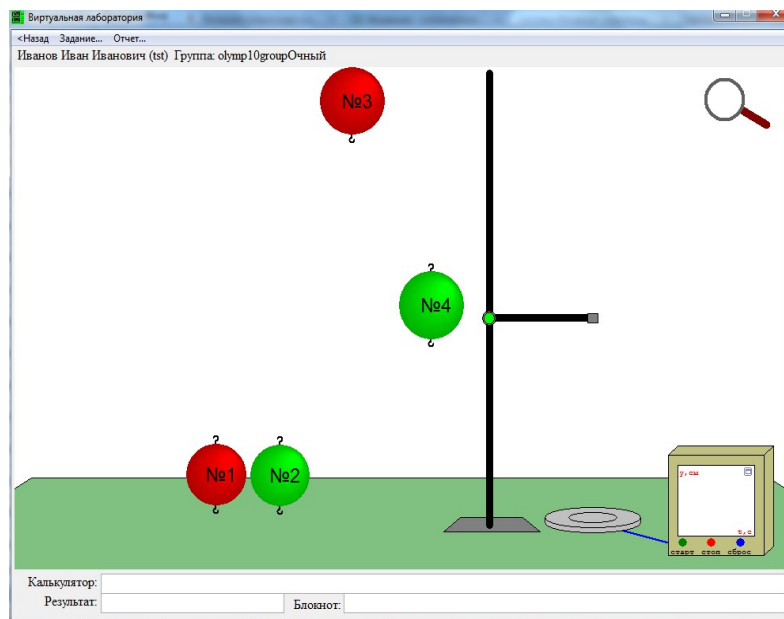 Виртуальная лаборатория
<Назад Задание... Отчет...
Иванов Иван Иванович (tst) Группа: olymp10groupОчный
№3
№4
№1
№2
y,см
t,с
старт стоп сброс
Калькулятор:
Результат:
Блокнот: